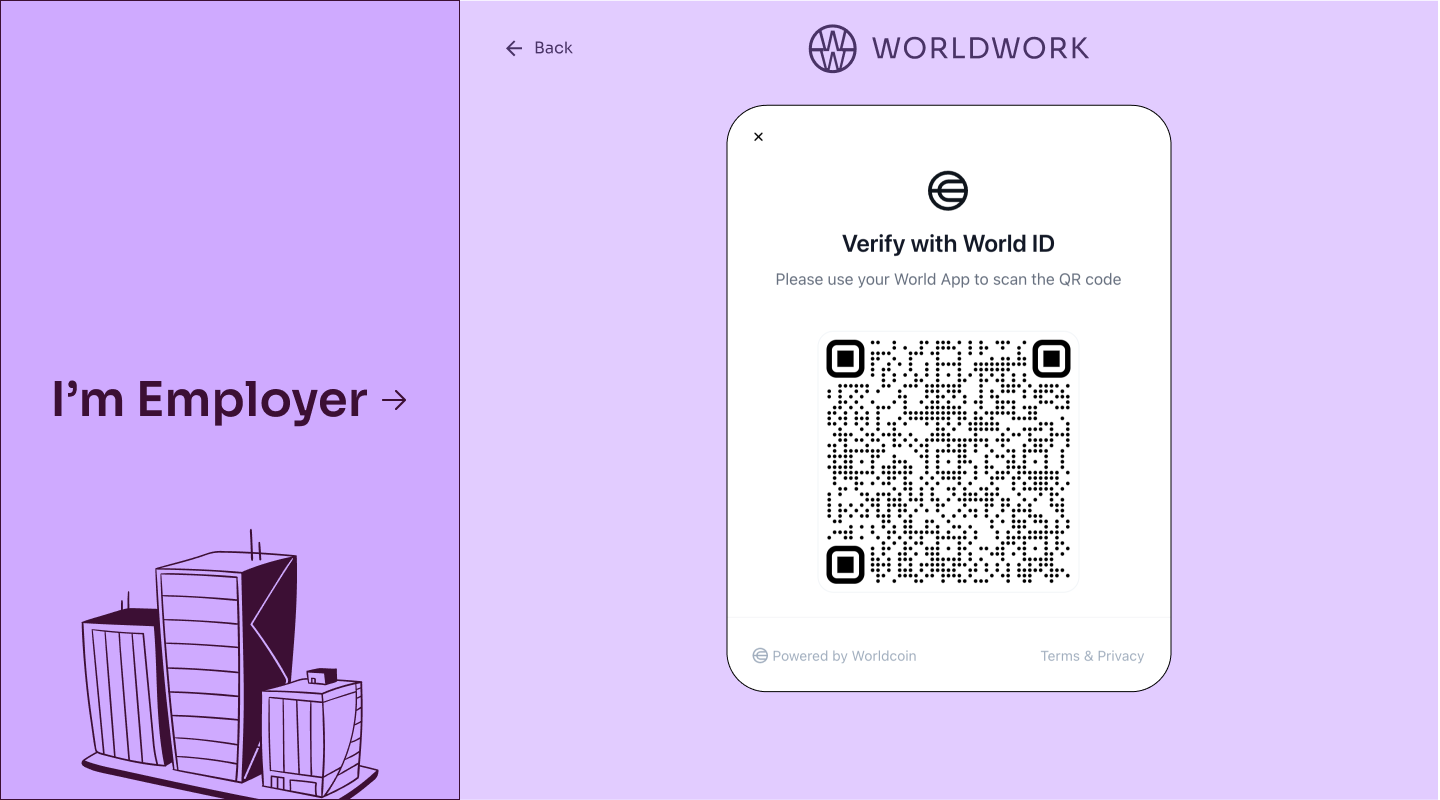 I’m Employer →
← Back
WORLDWORK
×
Verify with World ID
Please use your World App to scan the QR code
Powered by Worldcoin
Terms & Privacy